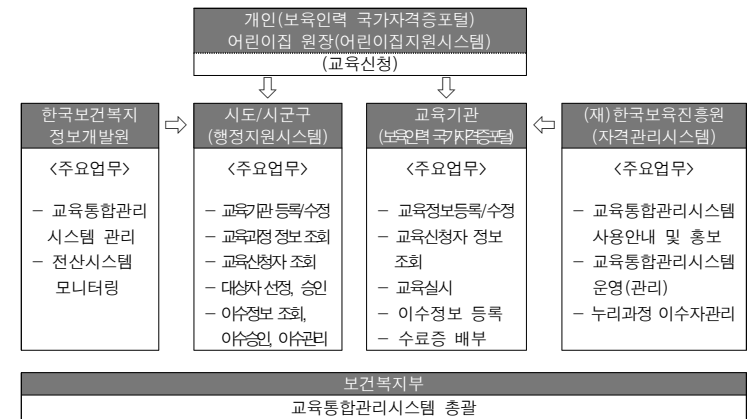 개인(보육인력 국가자격증포털)
어린이집 원장(어린이집지원시스템)
(교육신청)
한국보건복지
정보개발원
〈주요업무〉
- 교육통합관리
시스템 관리
- 전산시스템
모니터링
시도/시군구
(행정지원시스템)
〈주요업무〉
- 교육기관 등록/수정
- 교육과정 정보 조회
- 교육신청자 조회
- 대상자 선정, 승인
- 이수정보 조회,
이수승인, 이수관리
교육기관
(보육인력 국가자격증포털)
〈주요업무〉
- 교육정보등록/수정
- 교육신청자 정보
조회
- 교육실시
- 이수정보 등록
- 수료증 배부
(재)한국보육진흥원
(자격관리시스템)
〈주요업무〉
- 교육통합관리시스템
사용안내 및 홍보
- 교육통합관리시스템
운영(관리)
- 누리과정 이수자관리
보건복지부
교육통합관리시스템 총괄